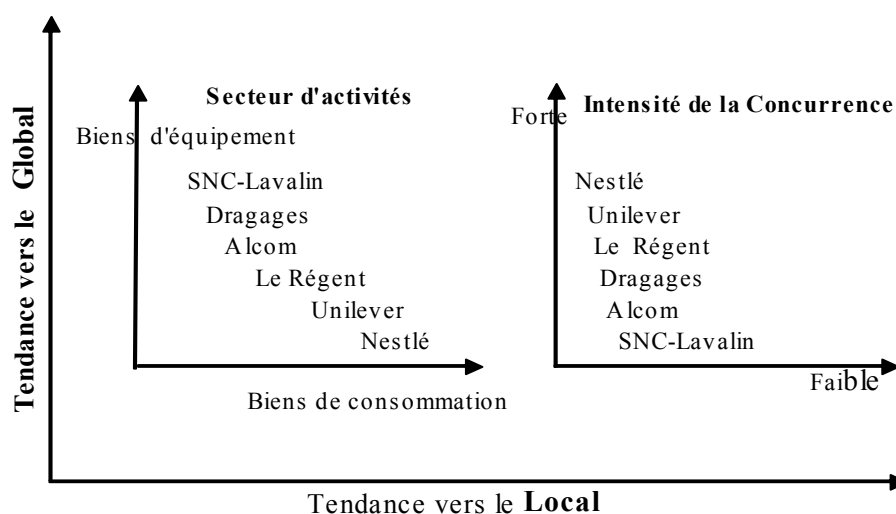 Tendance vers le Global
Secteur d'activités
Biens d'équipement
SNC-Lavalin
Dragages
Alcom
Le Régent
Unilever
Nestlé
Biens de consommation
Intensité de la Concurrence
Forte
Nestlé
Unilever
Le Régent
Dragages
Alcom
SNC-Lavalin
Faible
Tendance vers le Local